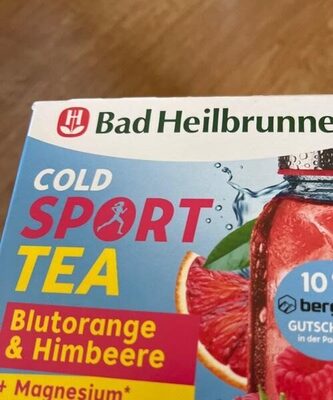 Bad Heilbrunne
COLD
SPORT
TEA
Blutorange
& Himbeere
+ Magnesium*
10
berg
GUTSCH
in der Pa